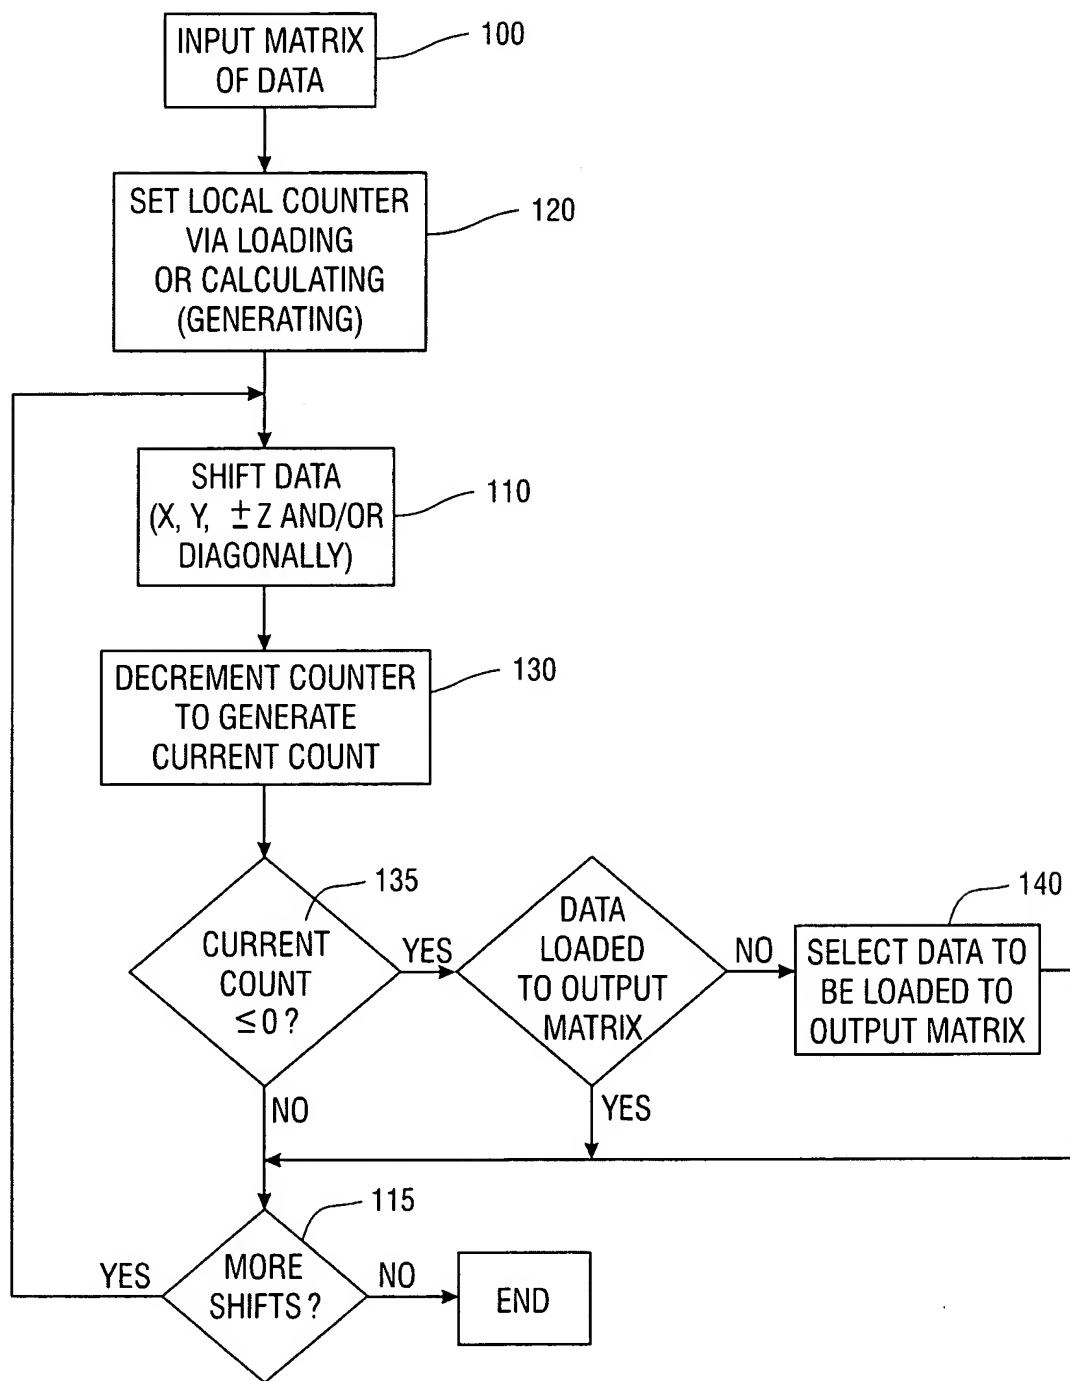 INPUT MATRIX
OF DATA
100
SET LOCAL COUNTER
VIA LOADING
OR CALCULATING
(GENERATING)
120
SHIFT DATA
(X, Y, ±Z AND/OR
DIAGONALLY)
110
DECREMENT COUNTER
TO GENERATE
CURRENT COUNT
130
CURRENT
COUNT
≤0?
135
YES
DATA
LOADED
TO OUTPUT
MATRIX
NO
SELECT DATA TO
BE LOADED TO
OUTPUT MATRIX
140
NO
YES
MORE
SHIFTS?
115
YES
NO
END